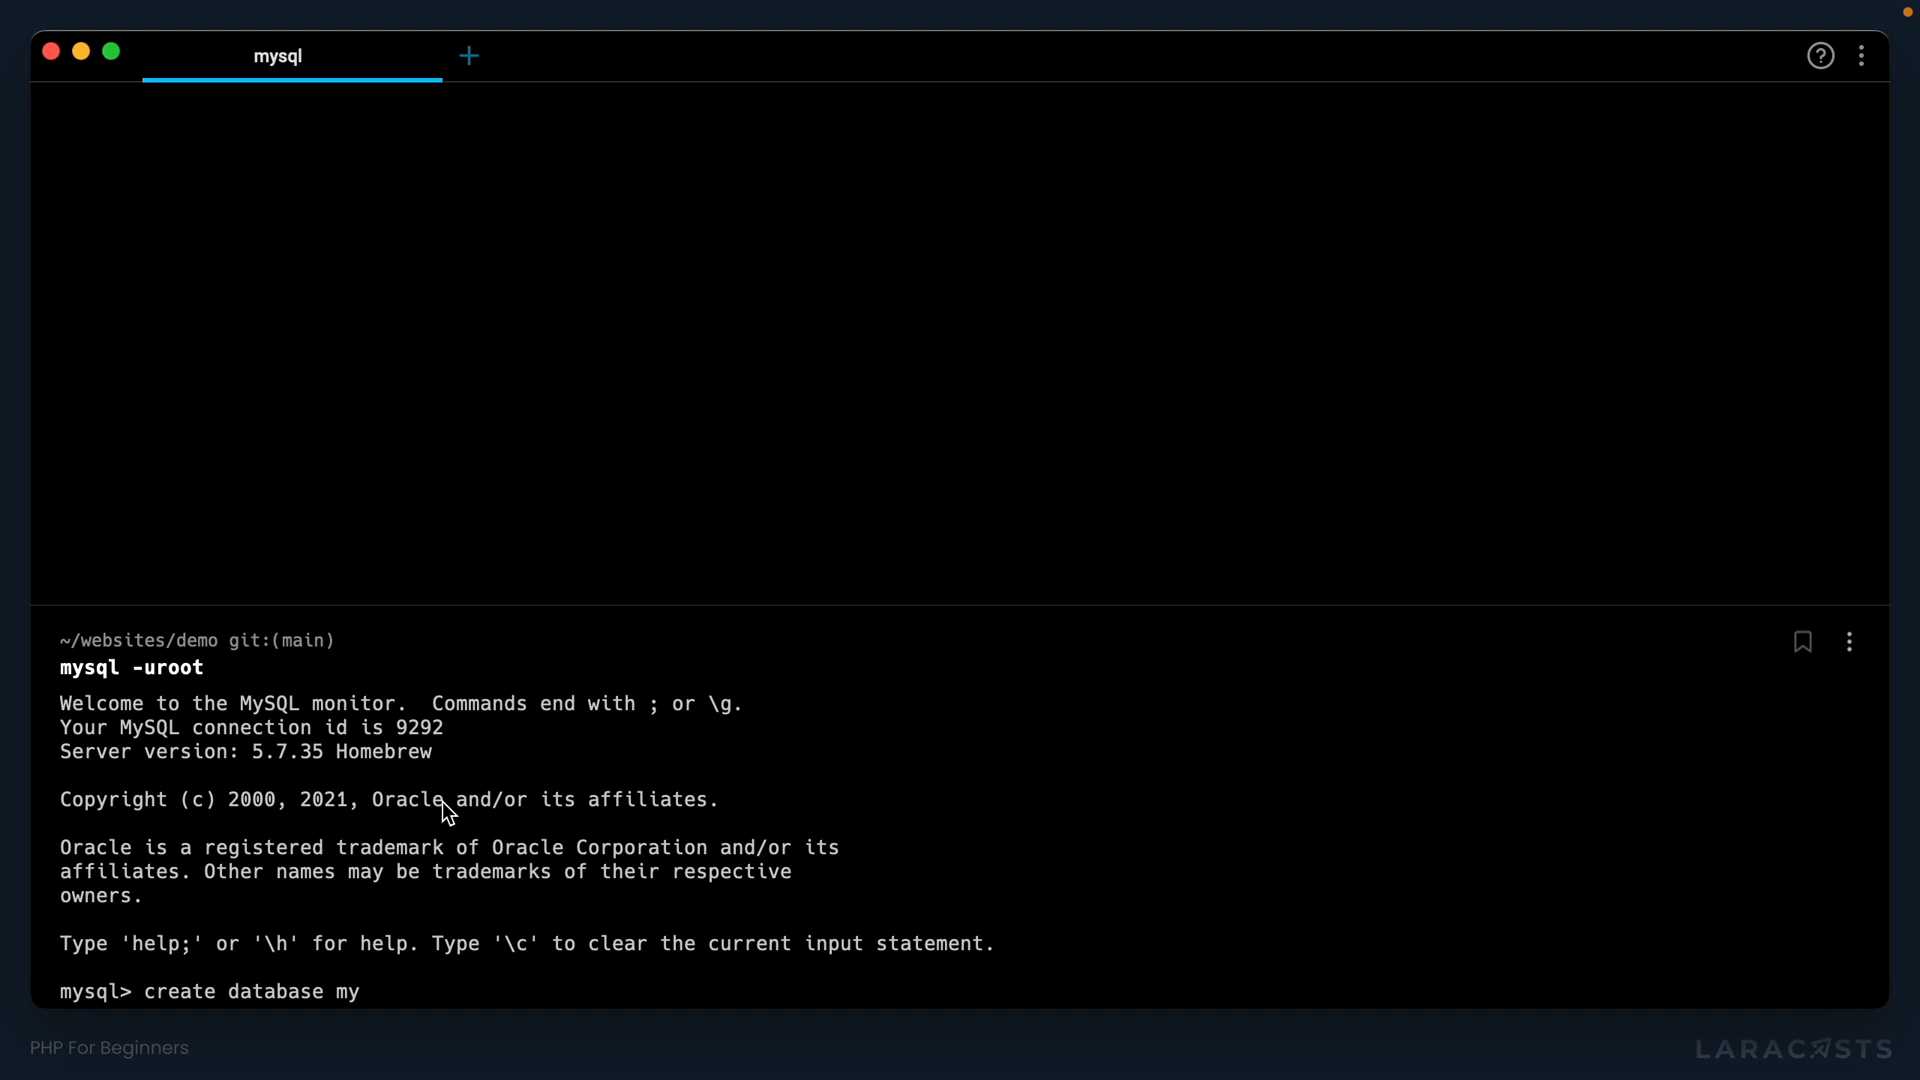 mysql
~/websites/demo git:(main)
mysql -uroot
Welcome to the MySQL monitor.  Commands end with ; or \g.
Your MySQL connection id is 9292
Server version: 5.7.35 Homebrew
Copyright (c) 2000, 2021, Oracle and/or its affiliates.
Oracle is a registered trademark of Oracle Corporation and/or its
affiliates. Other names may be trademarks of their respective
owners.
Type 'help;' or '\h' for help. Type '\c' to clear the current input statement.
mysql> create database my
PHP For Beginners
LARACASTS